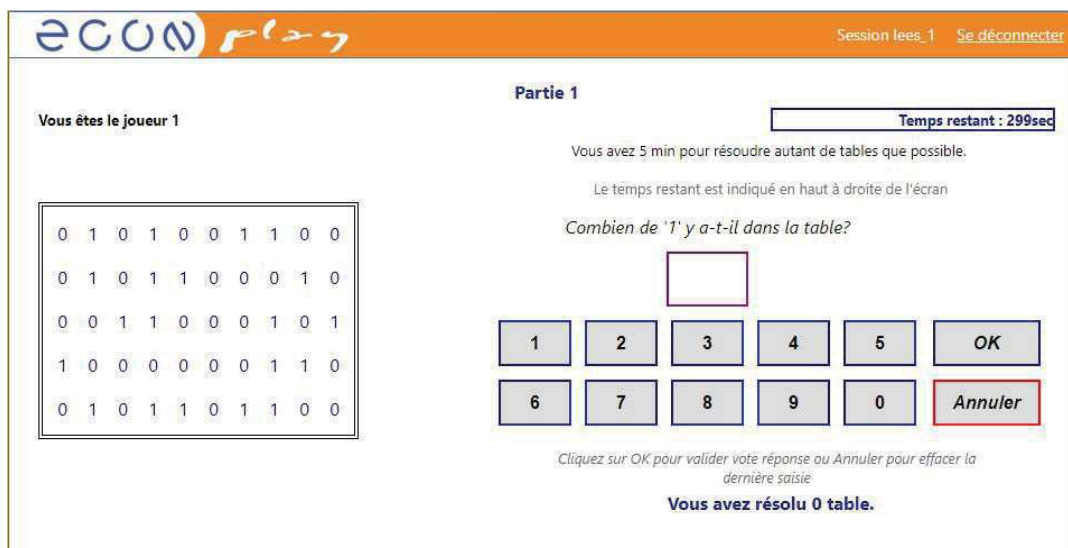 econ play
Session lees_1 Se déconnecter
Partie 1
Vous êtes le joueur 1
Temps restant : 299sec
Vous avez 5 min pour résoudre autant de tables que possible.
Le temps restant est indiqué en haut à droite de l'écran
Combien de '1' y a-t-il dans la table?
0 1 0 1 0 0 1 1 0 0
0 1 0 1 1 0 0 0 1 0
0 0 1 1 0 0 0 1 0 1
1 0 0 0 0 0 0 1 1 0
0 1 0 1 1 0 1 1 0 0
1 2 3 4 5 OK
6 7 8 9 0 Annuler
Cliquez sur OK pour valider vote réponse ou Annuler pour effacer la
dernière saisie
Vous avez résolu 0 table.